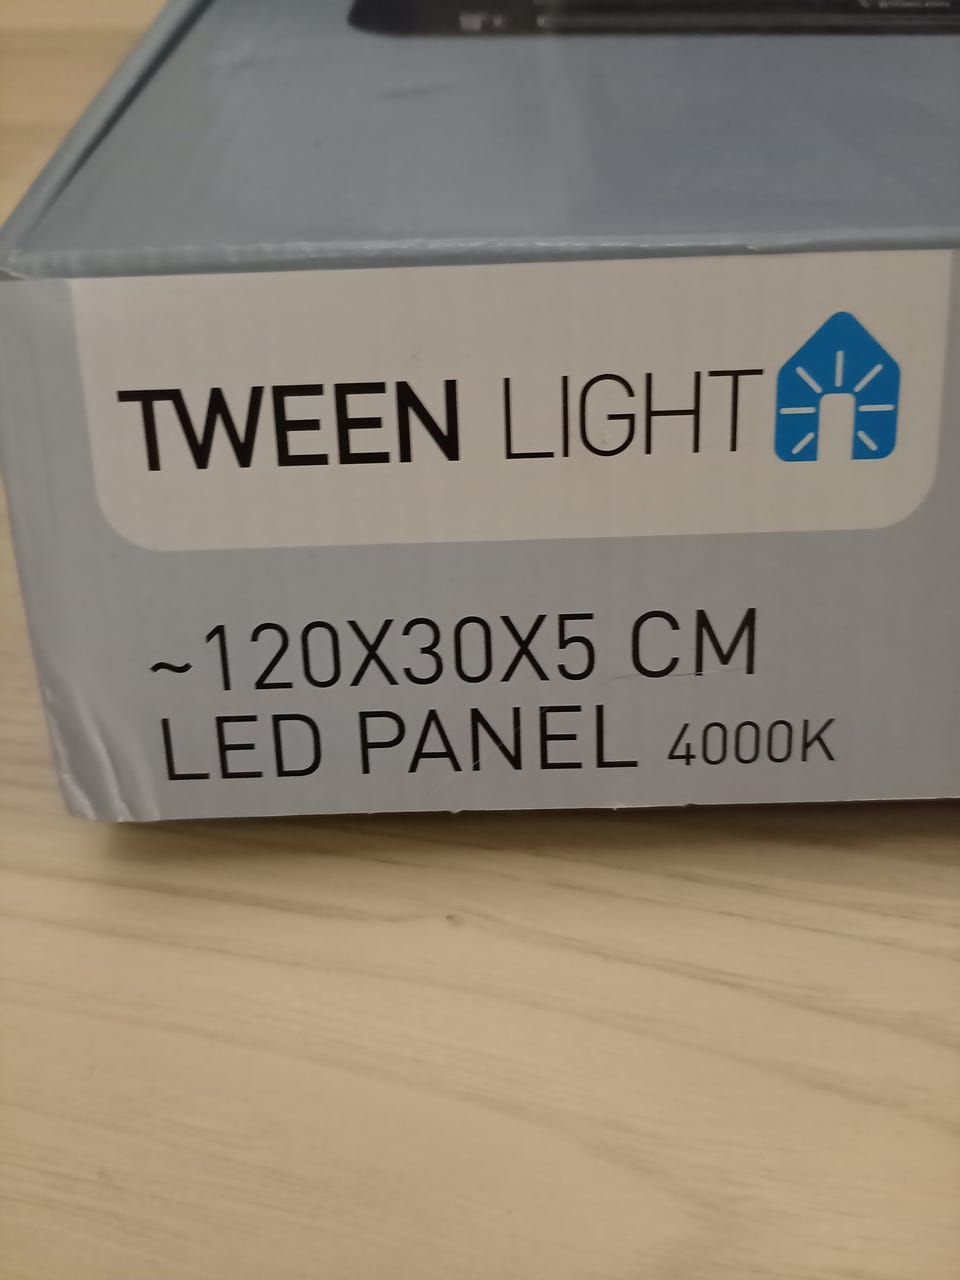 TWEEN LIGHT
~120X30X5 CM
LED PANEL 4000K